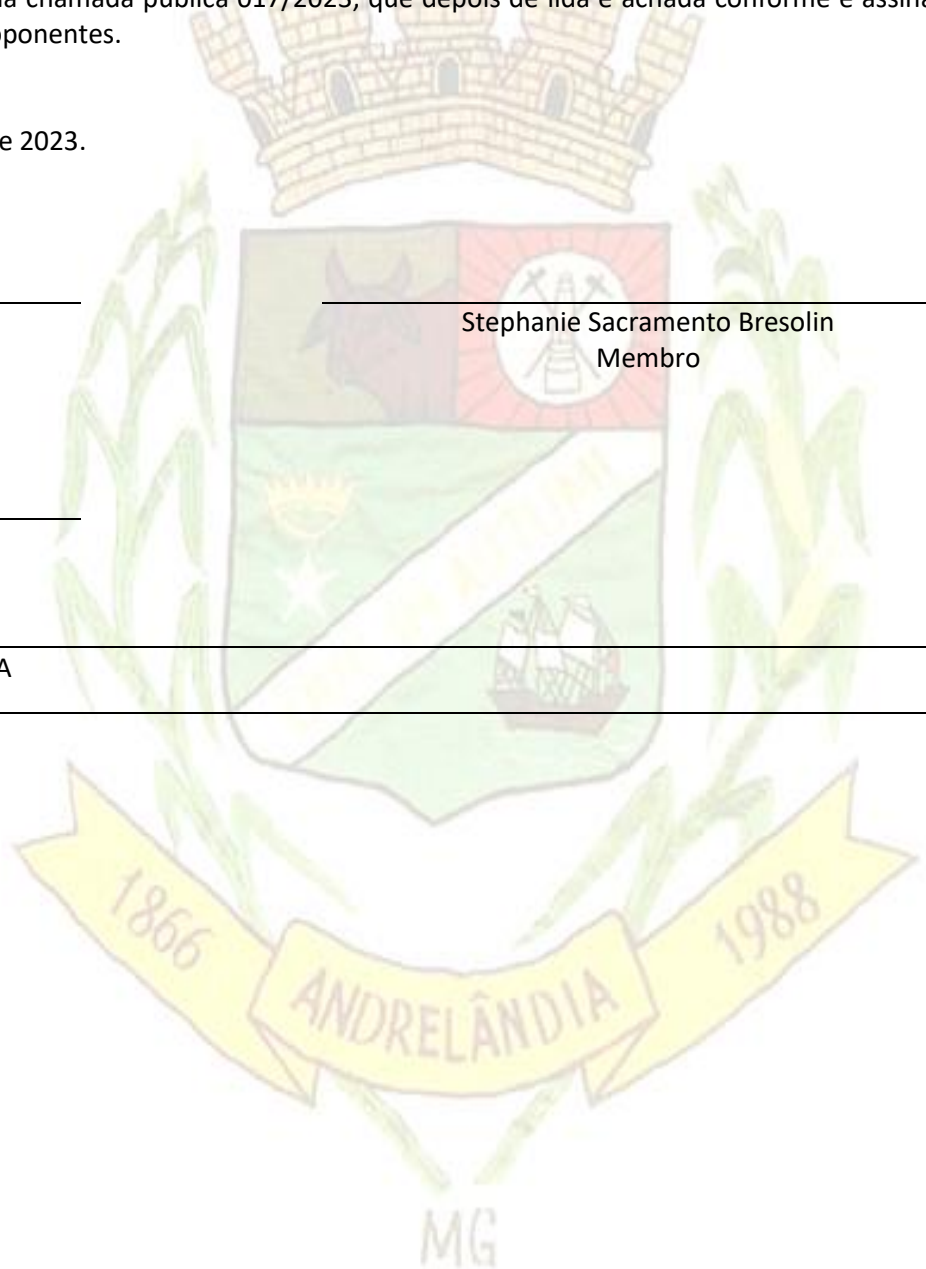 a chamada pública 017/2023, que depois de lida e achada conforme é assina
ponentes.
e 2023.
Stephanie Sacramento Bresolin
Membro
A
1866
ANDRELÂNDIA
1988
MG